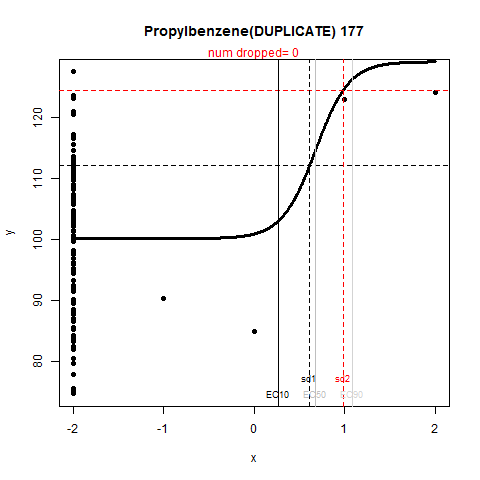 Propylbenzene(DUPLICATE) 177
num dropped= 0
y
120
110
100
90
80
sd1 sd2
EC10 EC50 EC90
-2 -1 0 1 2
x